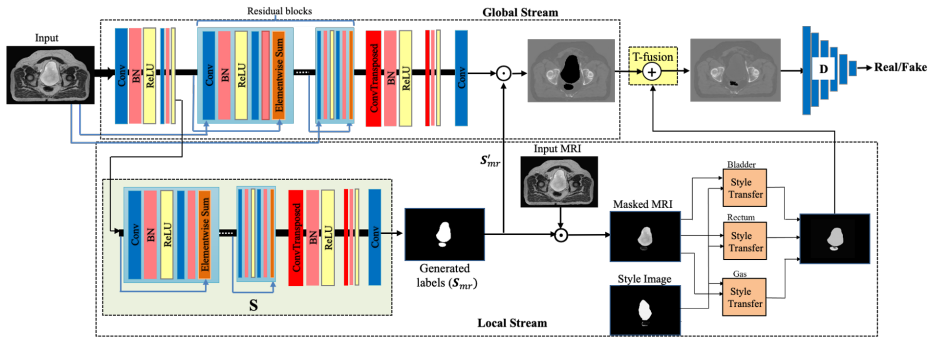 Residual blocks
Global Stream
Input
Conv
BN
ReLU
Conv
BN
ReLU
Elementwise Sum
ConvTransposed
BN
ReLU
Conv
T-fusion
D
Real/Fake
S'mr
Input MRI
Bladder
Style
Transfer
Masked MRI
Rectum
Style
Transfer
Gas
Style
Transfer
Conv
BN
ReLU
Elementwise Sum
ConvTransposed
BN
ReLU
Conv
Generated
labels (Smr)
Style Image
S
Local Stream